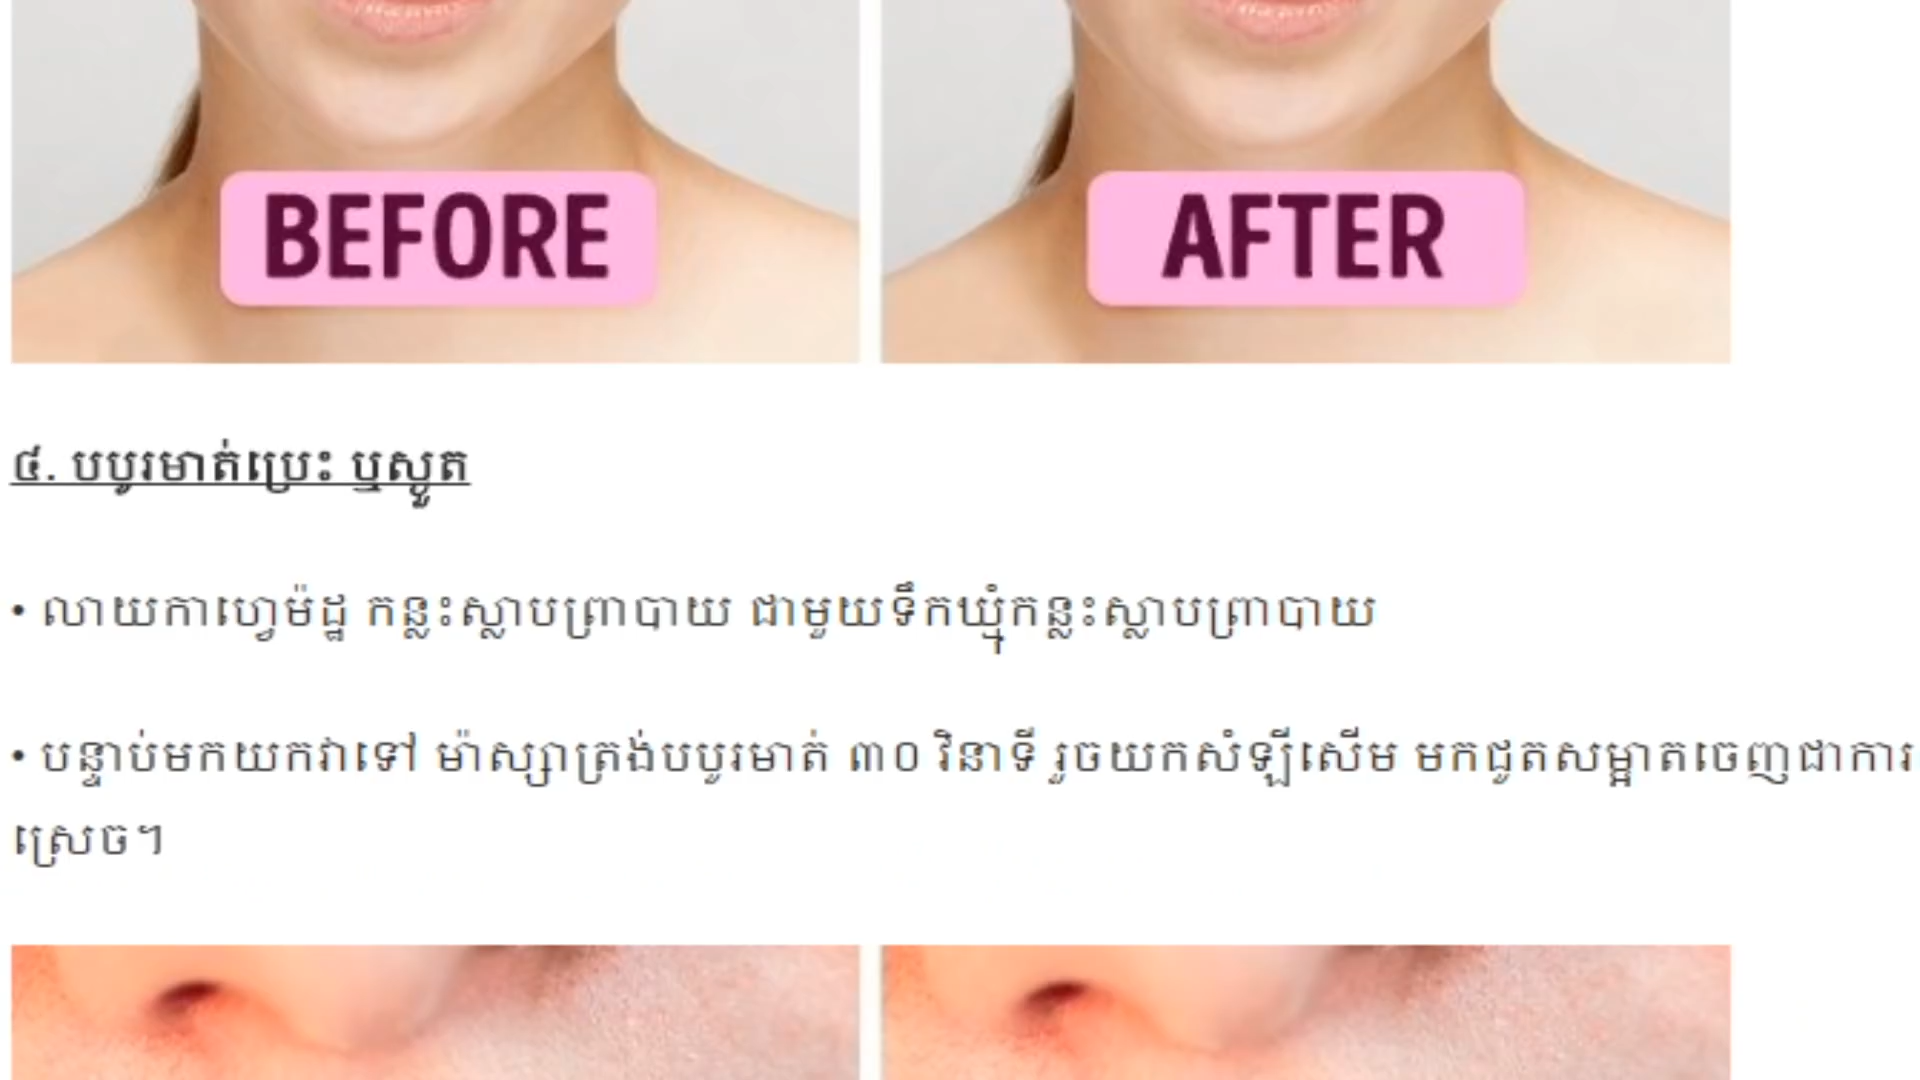 BEFORE
AFTER
៤. បបូរមាត់ប្រេះ ឬស្ងួត
• លាយកាហ្វេម៉ដ្ឋ កន្លះស្លាបព្រាបាយ ជាមួយទឹកឃ្មុំកន្លះស្លាបព្រាបាយ
• បន្ទាប់មកយកវាទៅ ម៉ាស្សាត្រង់បបូរមាត់ ៣០ វិនាទី រួចយកសំឡីសើម មកជូតសម្អាតចេញជាការ
ស្រេច។